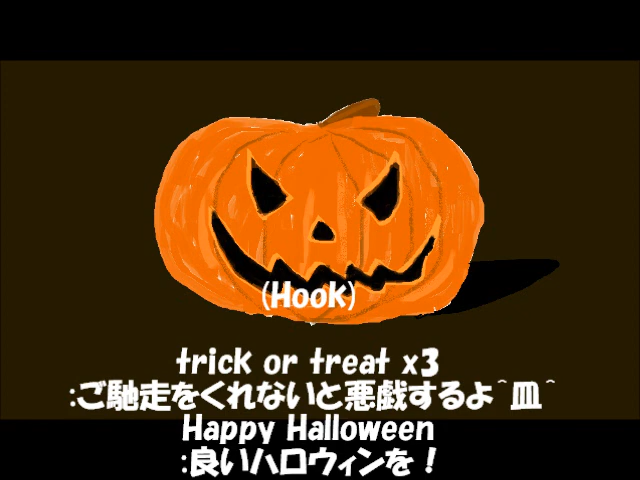 (Hook)
trick or treat x3
:ご馳走をくれないと悪戯するよ^皿^
Happy Halloween
:良いハロウィンを！